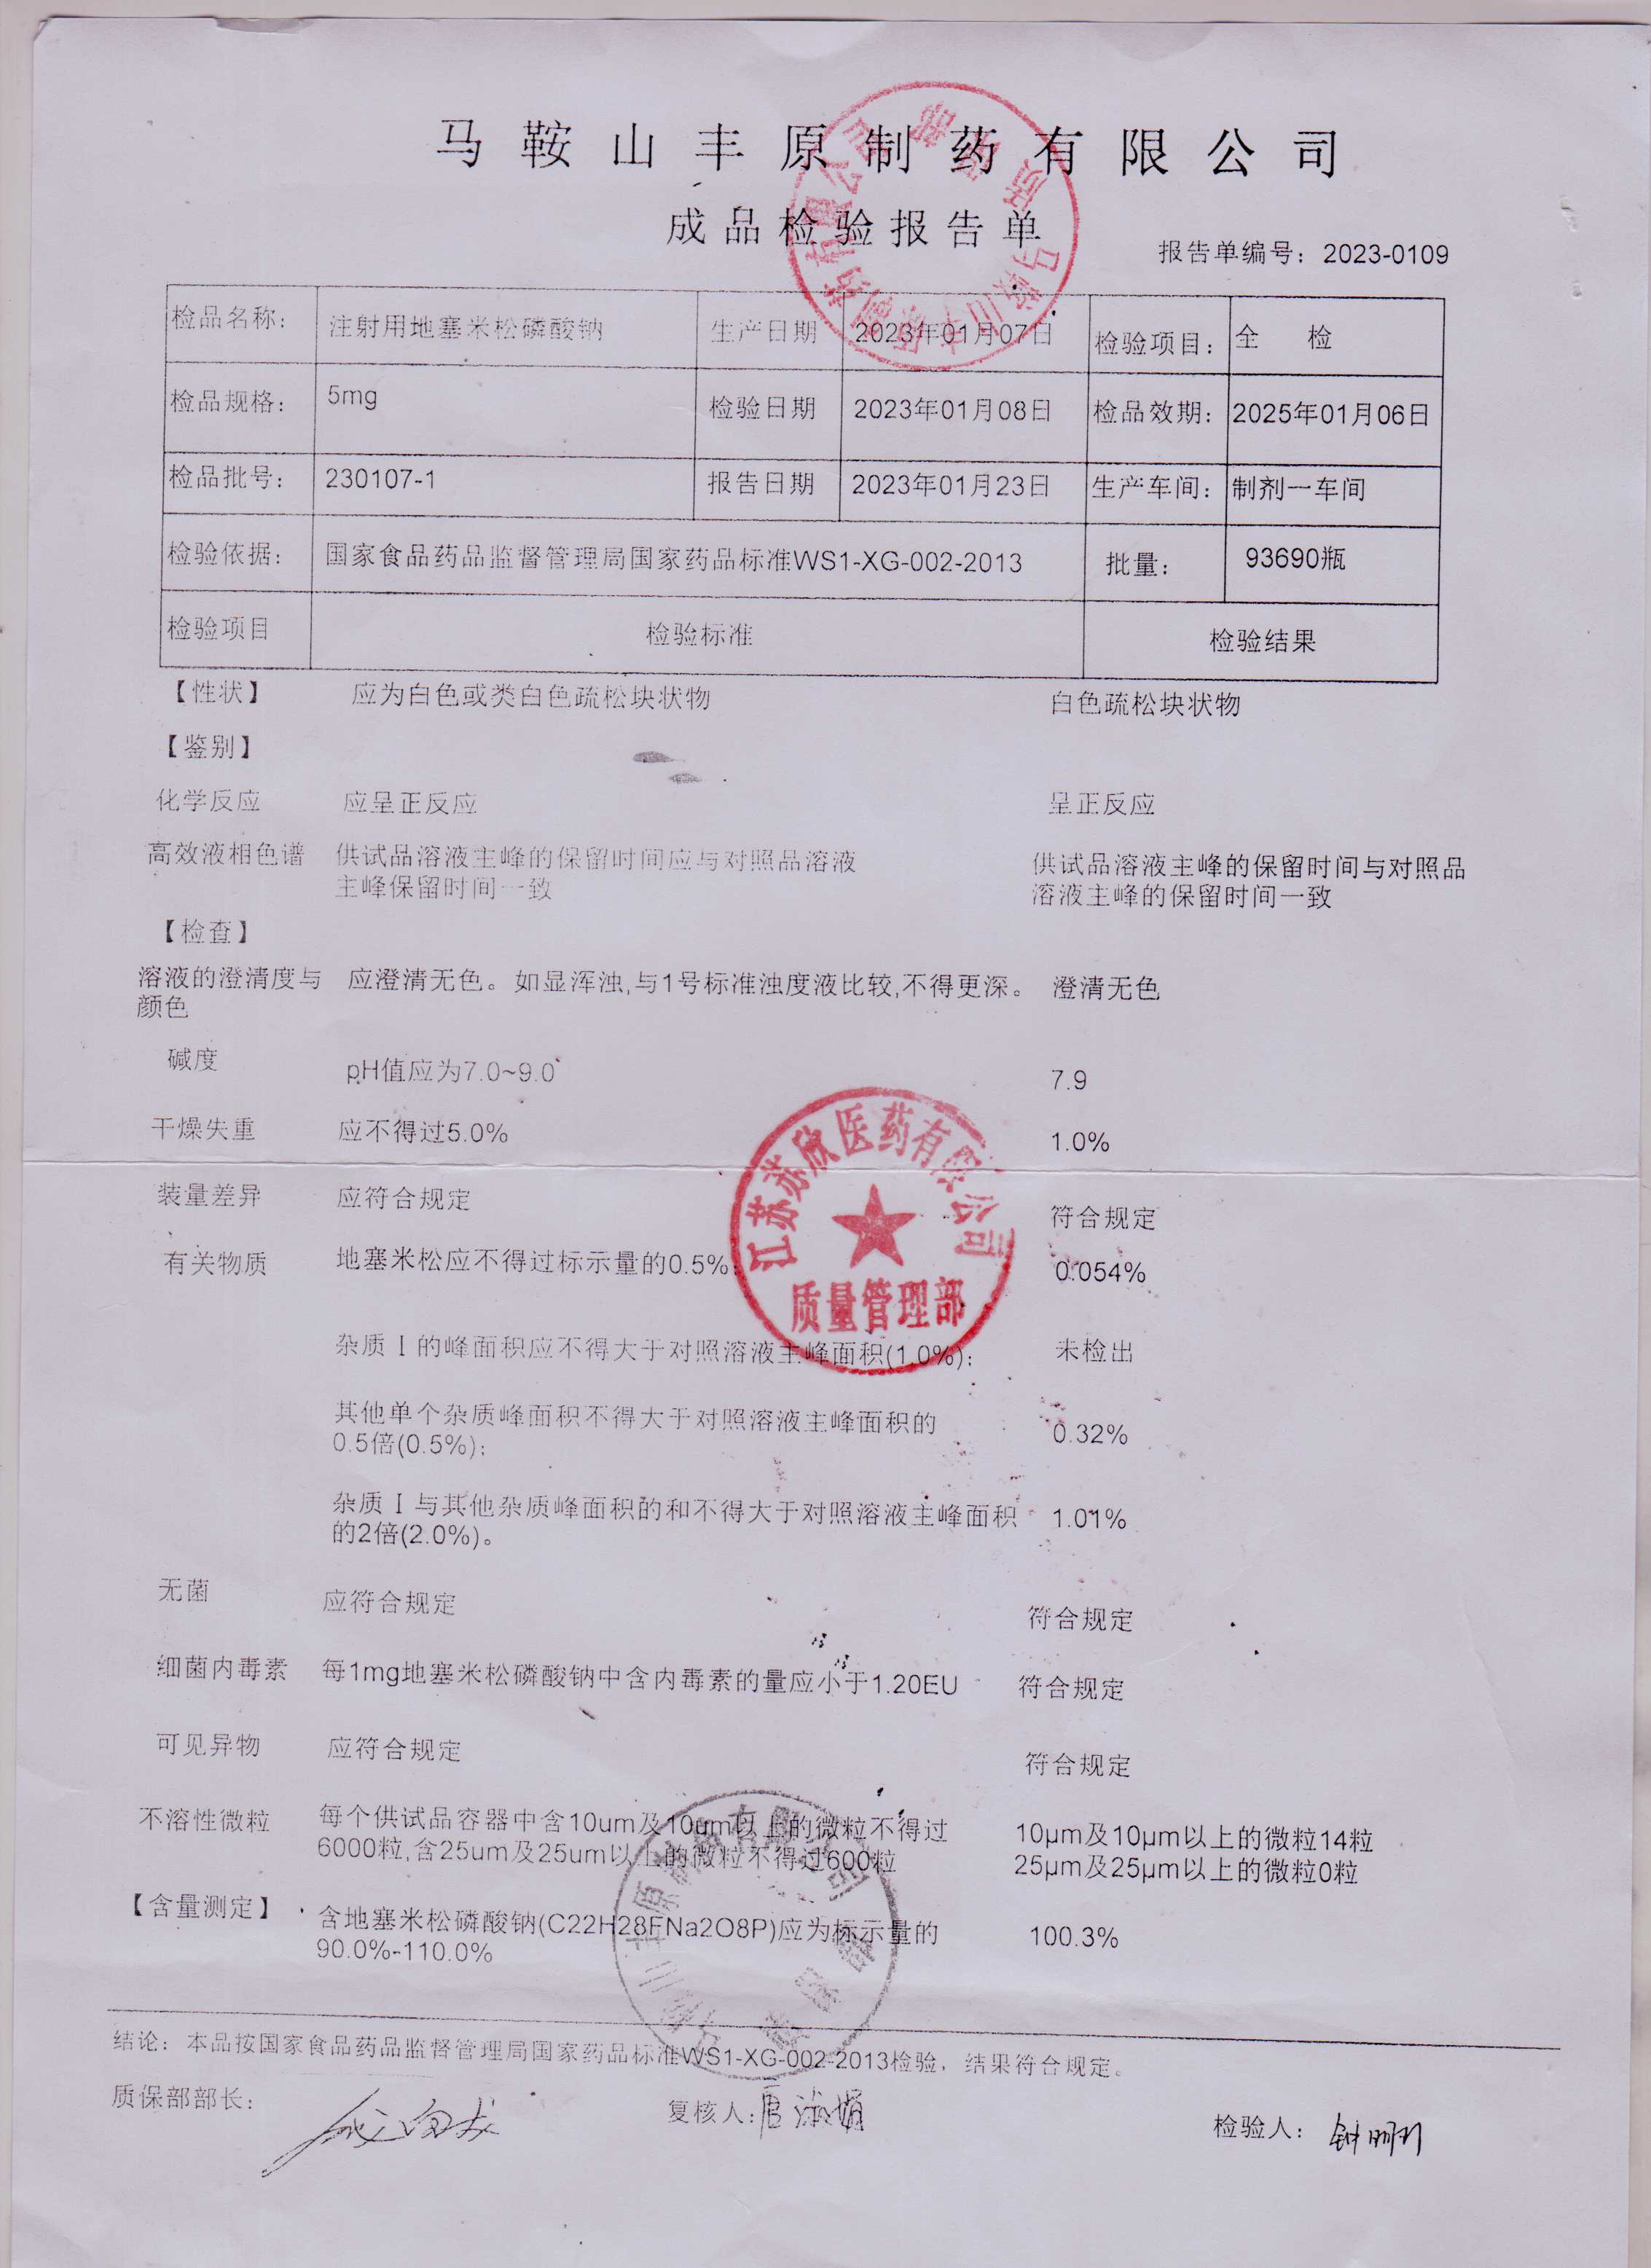 马鞍山丰原制药有限公司
成品检验报告单
报告单编号：2023-0109
检品名称： 注射用地塞米松磷酸钠 生产日期 2023年01月07日 检验项目： 全 检
检品规格： 5mg 检验日期 2023年01月08日 检品效期： 2025年01月06日
检品批号： 230107-1 报告日期 2023年01月23日 生产车间： 制剂一车间
检验依据： 国家食品药品监督管理局国家药品标准WS1-XG-002-2013 批量： 93690瓶
检验项目 检验标准 检验结果
【性状】 应为白色或类白色疏松块状物 白色疏松块状物
【鉴别】
化学反应 应呈正反应 呈正反应
高效液相色谱 供试品溶液主峰的保留时间应与对照品溶液 供试品溶液主峰的保留时间与对照品
主峰保留时间一致 溶液主峰的保留时间一致
【检查】
溶液的澄清度与 应澄清无色。如显浑浊,与1号标准浊度液比较,不得更深。 澄清无色
颜色
碱度 pH值应为7.0~9.0 7.9
干燥失重 应不得过5.0% 1.0%
装量差异 应符合规定 符合规定
有关物质 地塞米松应不得过标示量的0.5%; 0.054%
杂质Ⅰ的峰面积应不得大于对照溶液主峰面积(1.0%); 未检出
其他单个杂质峰面积不得大于对照溶液主峰面积的
0.5倍(0.5%); 0.32%
杂质Ⅰ与其他杂质峰面积的和不得大于对照溶液主峰面积 1.01%
的2倍(2.0%)。
江苏苏欣医药有限公司
质量管理部
无菌 应符合规定 符合规定
细菌内毒素 每1mg地塞米松磷酸钠中含内毒素的量应小于1.20EU 符合规定
可见异物 应符合规定 符合规定
不溶性微粒 每个供试品容器中含10um及10um以上的微粒不得过 10μm及10μm以上的微粒14粒
6000粒,含25um及25um以上的微粒不得过600粒 25μm及25μm以上的微粒0粒
【含量测定】 含地塞米松磷酸钠(C22H28FNa2O8P)应为标示量的 100.3%
90.0%-110.0%
结论：本品按国家食品药品监督管理局国家药品标准WS1-XG-002-2013检验，结果符合规定。
质保部部长： 复核人： 唐淑娟 检验人：